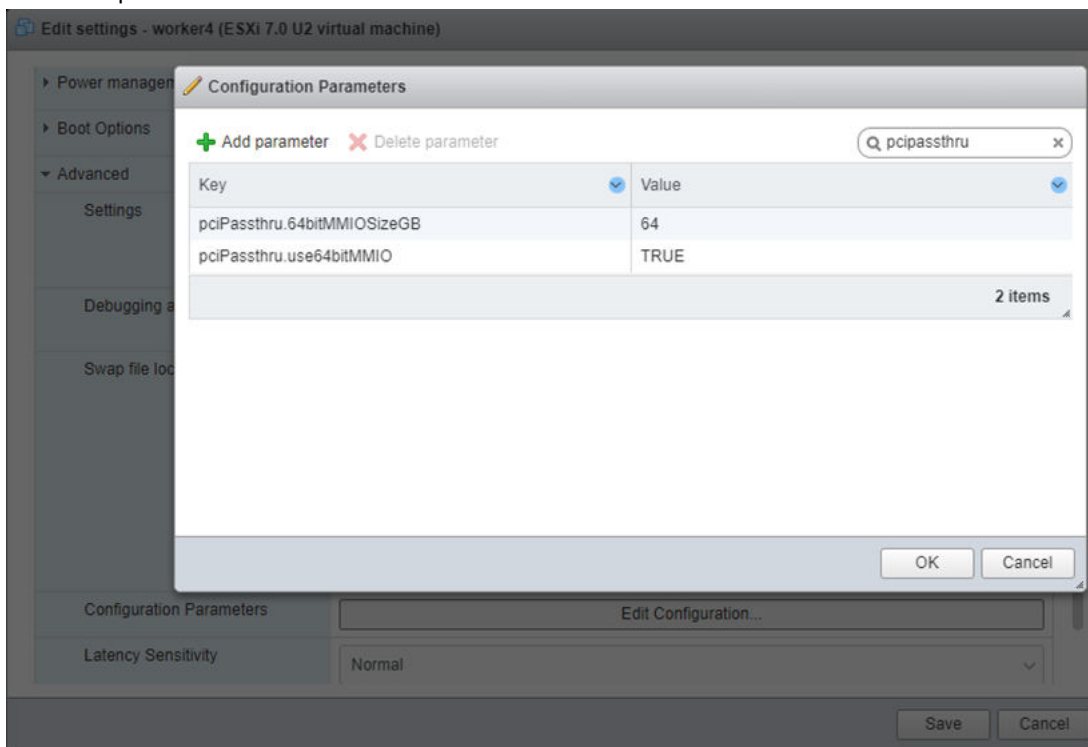 Edit settings - worker4 (ESXi 7.0 U2 virtual machine)
Power managem
Configuration Parameters
Boot Options
Add parameter
Delete parameter
pcipassthru
Advanced
Key
Value
Settings
pciPassthru.64bitMMIOSizeGB
64
pciPassthru.use64bitMMIO
TRUE
2 items
Debugging a
Swap file loc
OK
Cancel
Configuration Parameters
Edit Configuration...
Latency Sensitivity
Normal
Save
Cancel